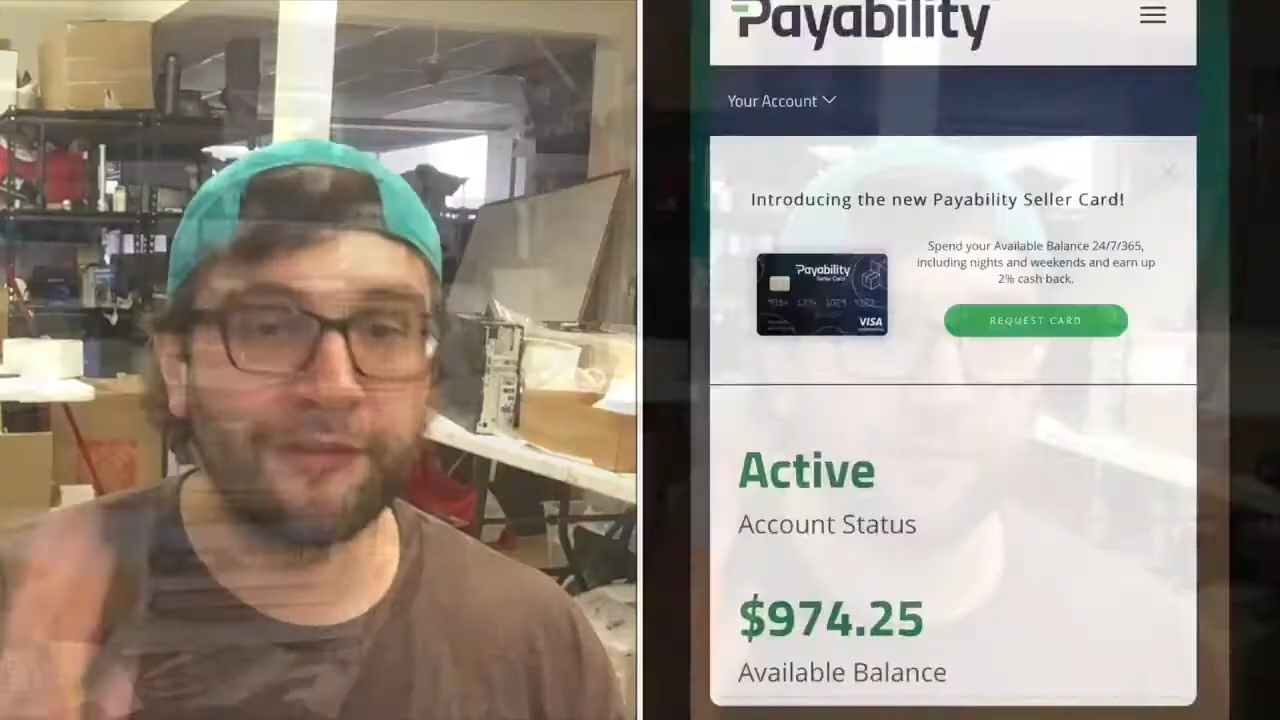 Payability
Your Account
Introducing the new Payability Seller Card!
Spend your Available Balance 24/7/365,
including nights and weekends and earn up
2% cash back.
Payability
Seller Card
VISA
REQUEST CARD
Active
Account Status
$974.25
Available Balance